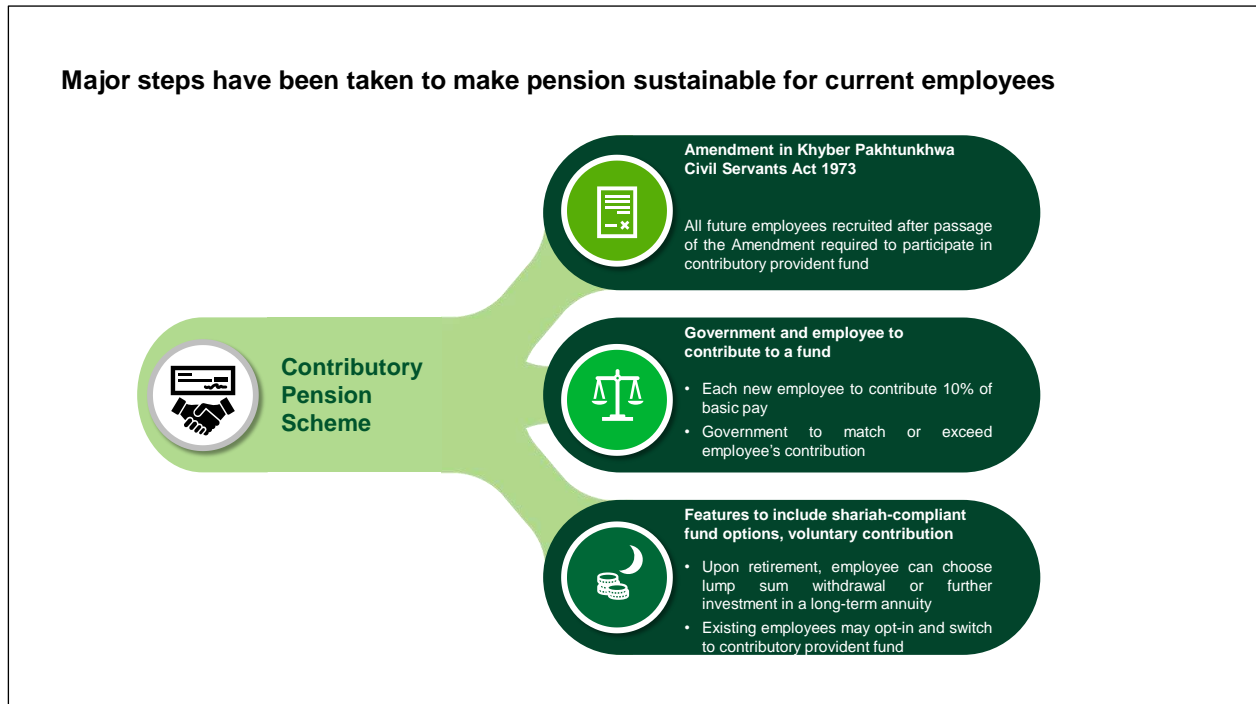 Major steps have been taken to make pension sustainable for current employees
Contributory
Pension
Scheme
Amendment in Khyber Pakhtunkhwa
Civil Servants Act 1973
All future employees recruited after passage
of the Amendment required to participate in
contributory provident fund
Government and employee to
contribute to a fund
• Each new employee to contribute 10% of
basic pay
• Government to match or exceed
employee’s contribution
Features to include shariah-compliant
fund options, voluntary contribution
• Upon retirement, employee can choose
lump sum withdrawal or further
investment in a long-term annuity
• Existing employees may opt-in and switch
to contributory provident fund